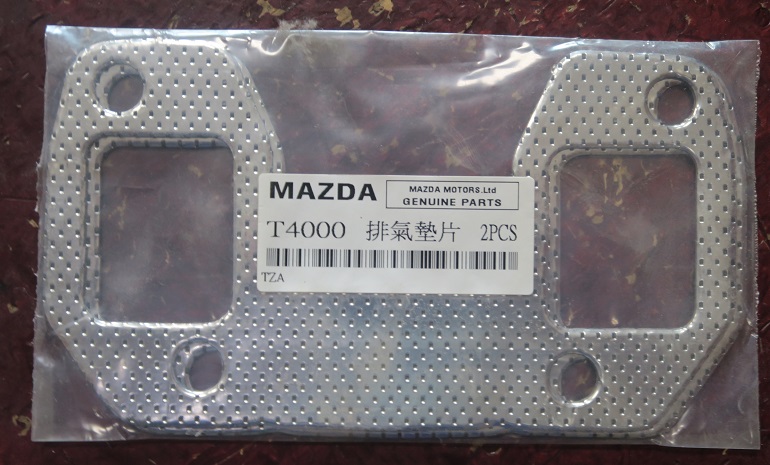 MAZDA
MAZDA MOTORS.Ltd
GENUINE PARTS
T4000 排氣墊片 2PCS
TZA